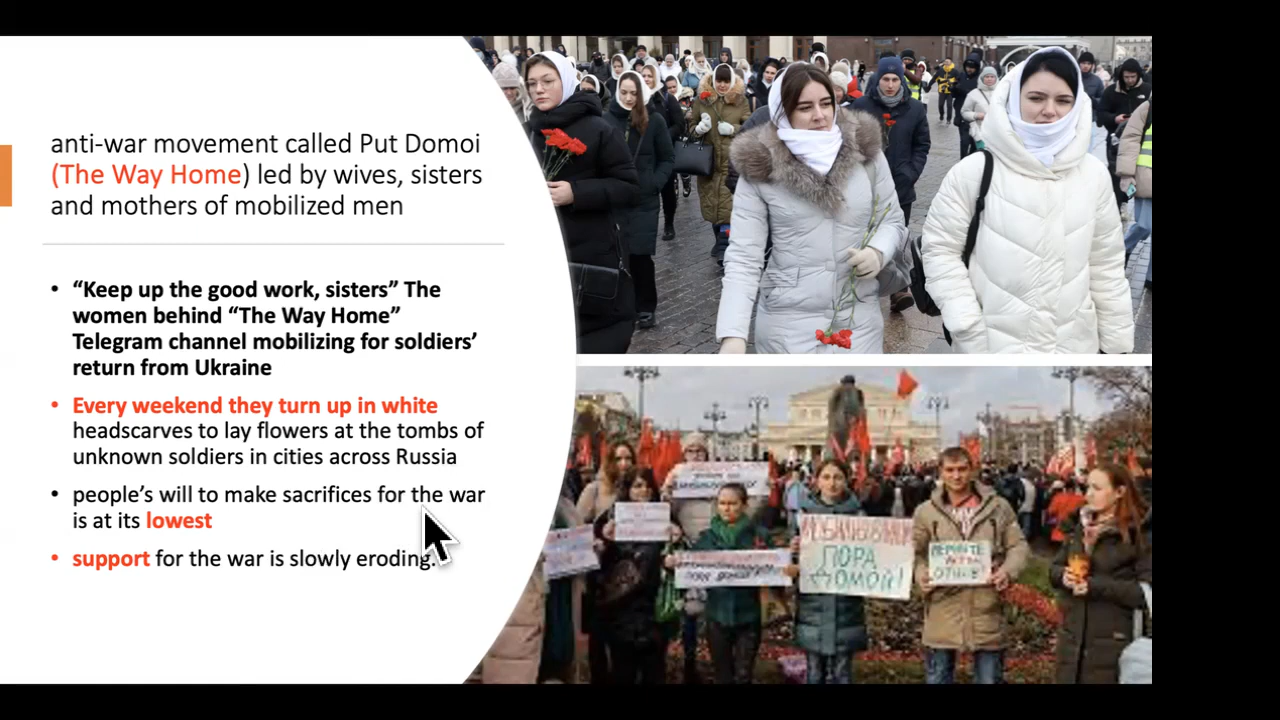 anti-war movement called Put Domoi
(The Way Home) led by wives, sisters
and mothers of mobilized men
• “Keep up the good work, sisters” The
women behind “The Way Home”
Telegram channel mobilizing for soldiers’
return from Ukraine
• Every weekend they turn up in white
headscarves to lay flowers at the tombs of
unknown soldiers in cities across Russia
• people’s will to make sacrifices for the war
is at its lowest
• support for the war is slowly eroding.
ПОРА
ДОМОЙ!
ВЕРНИТЕ